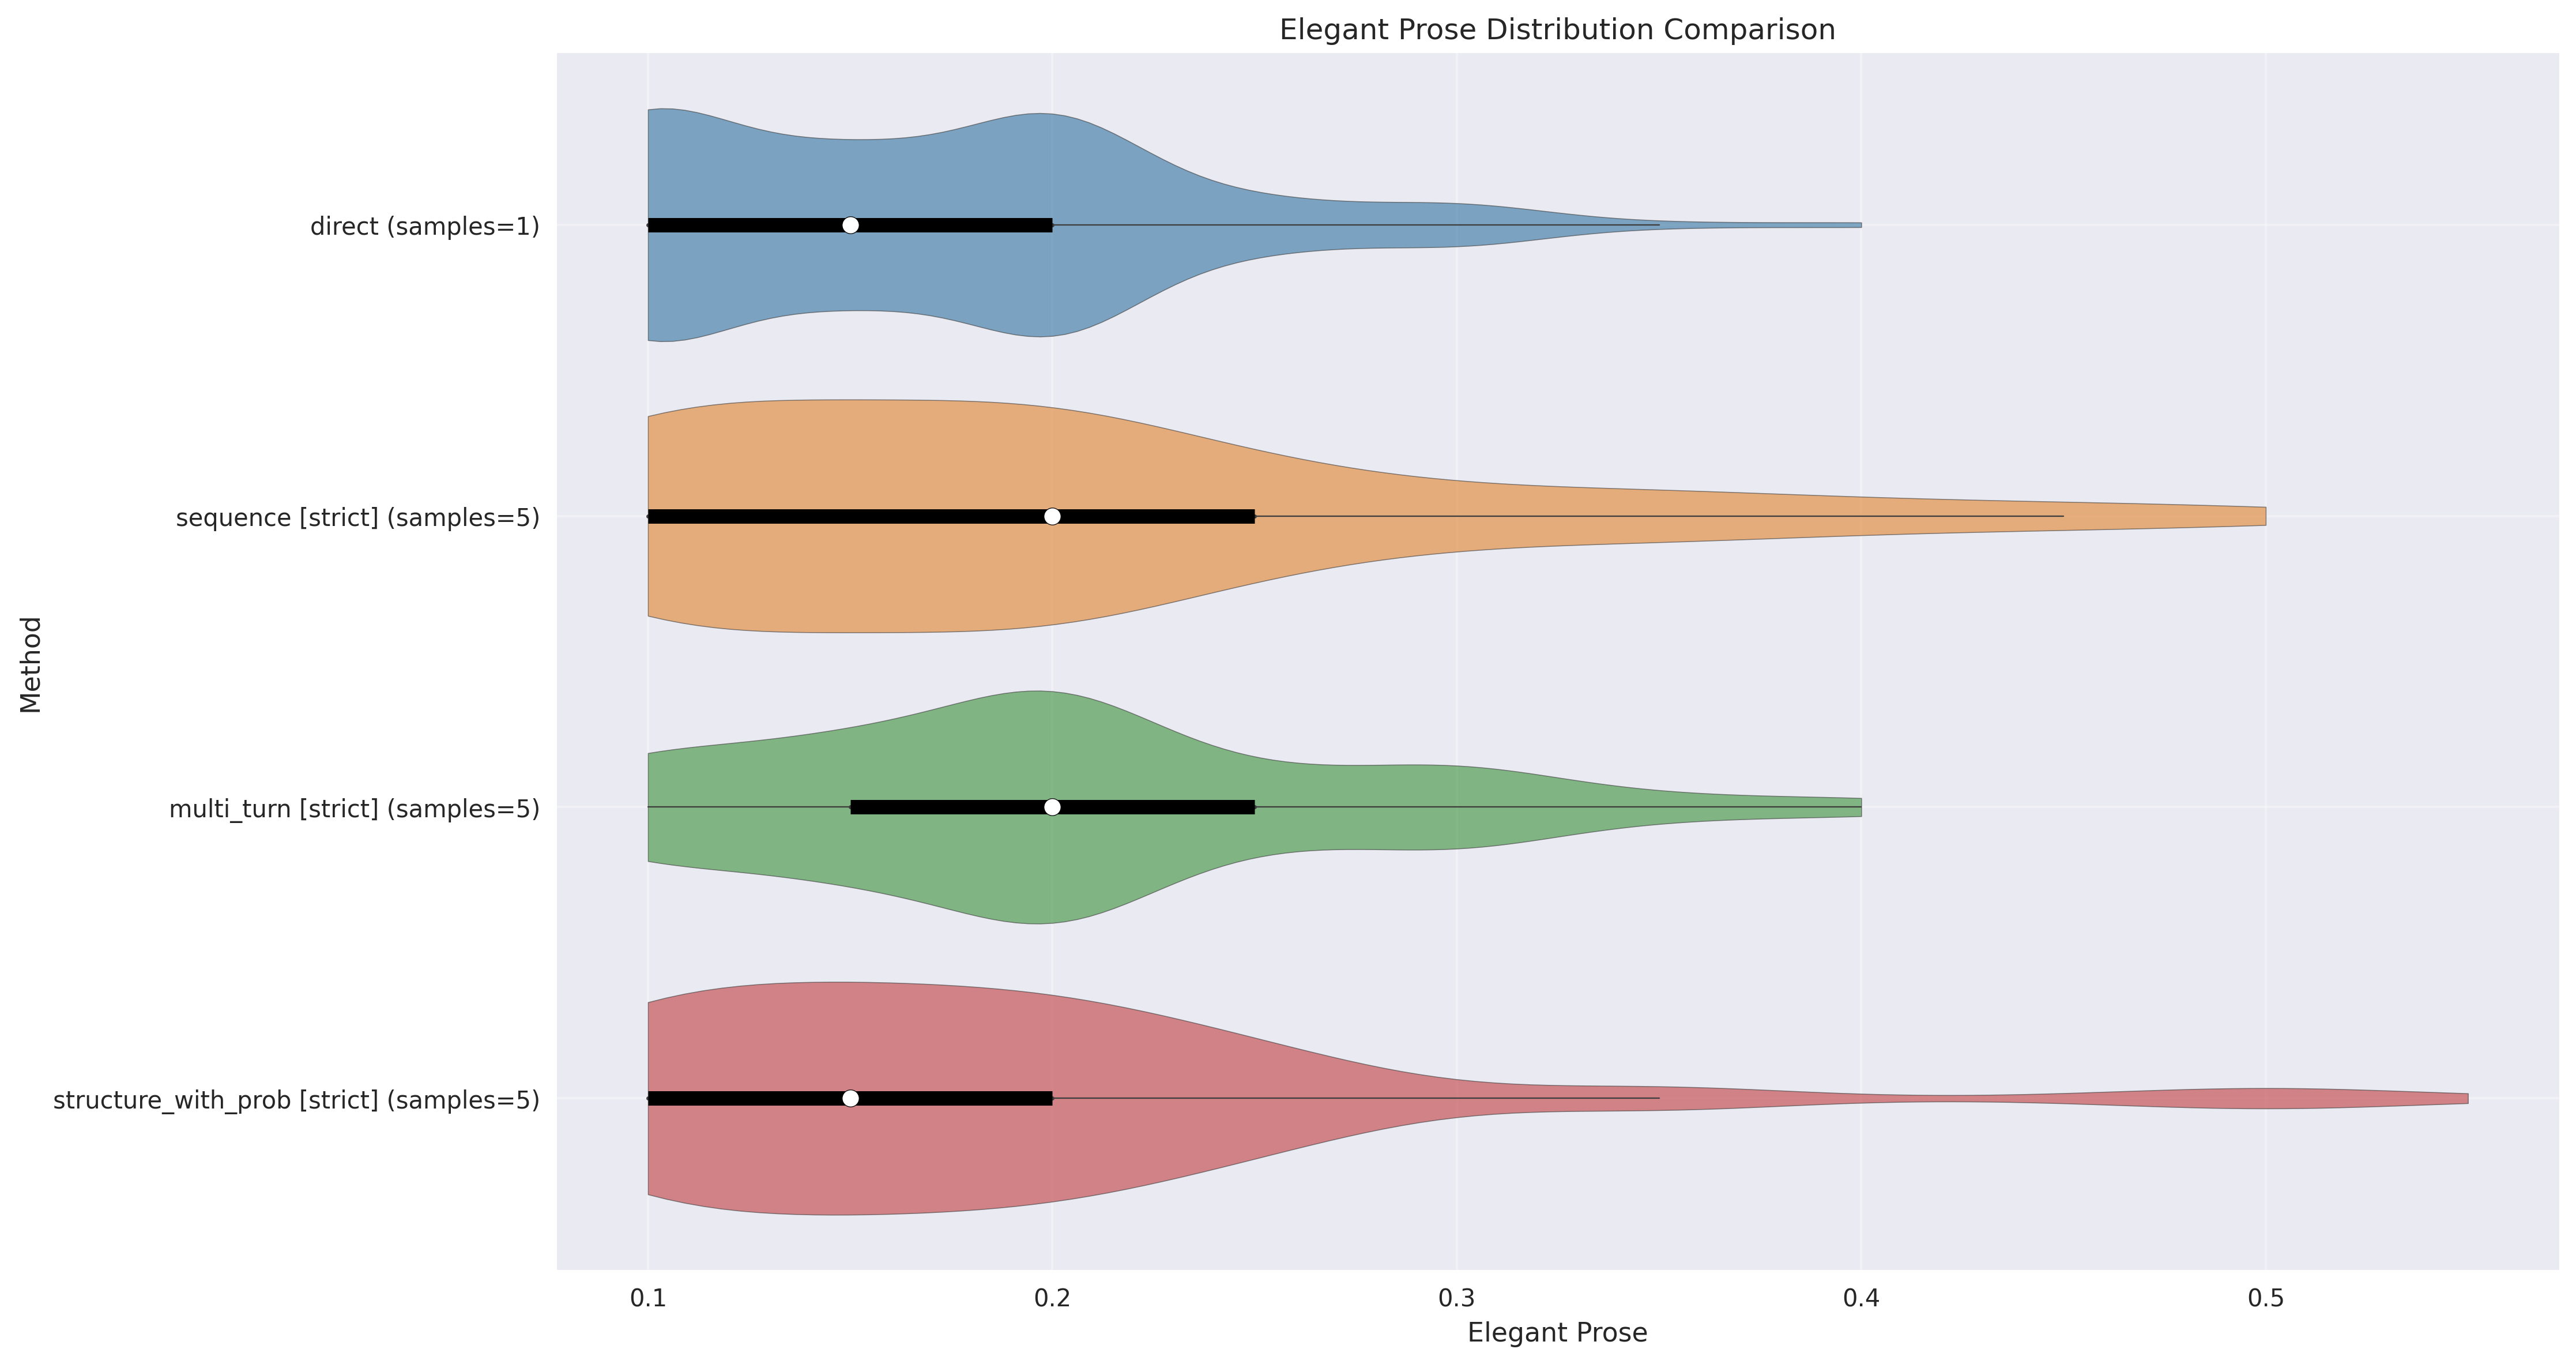 Elegant Prose Distribution Comparison
direct (samples=1)
sequence [strict] (samples=5)
multi_turn [strict] (samples=5)
structure_with_prob [strict] (samples=5)
Method
0.1 0.2 0.3 0.4 0.5
Elegant Prose